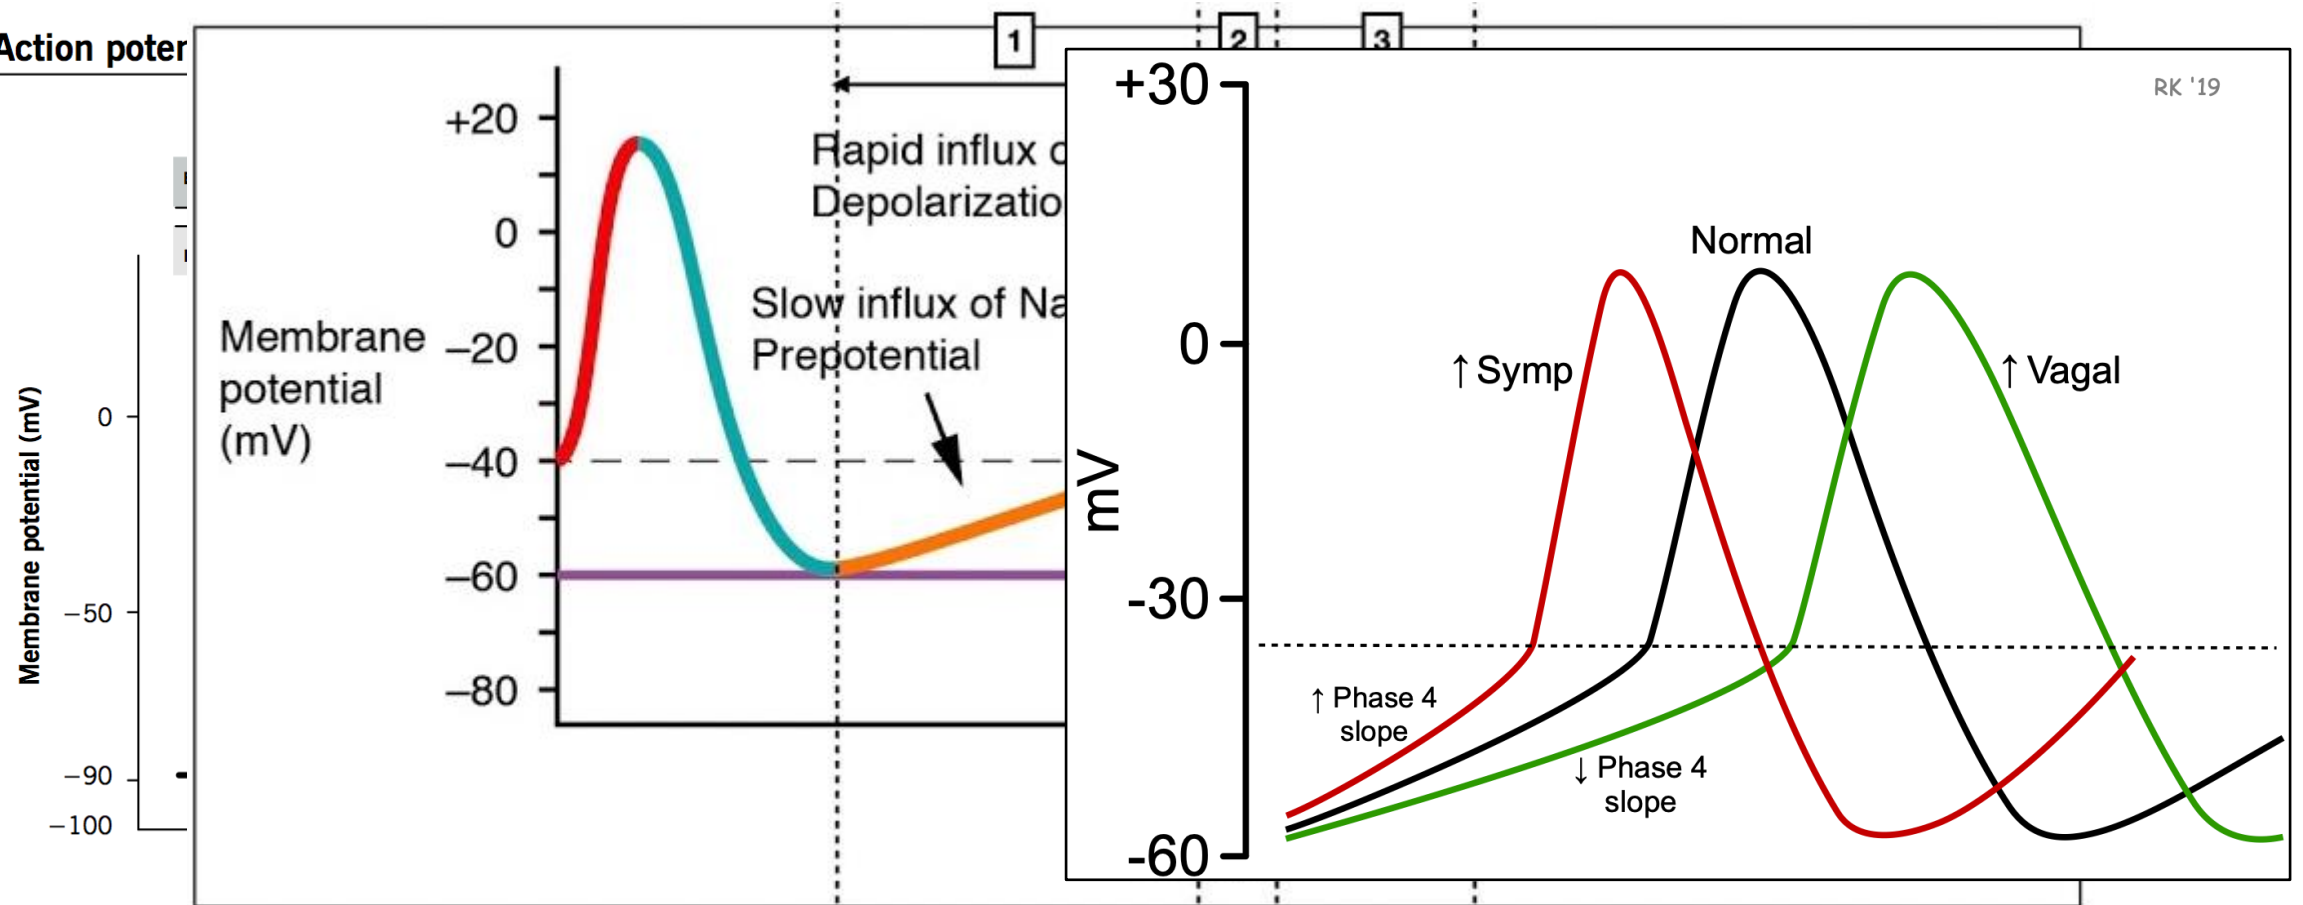 Action poter
Membrane potential (mV)
0
−50
−90
−100
1
2
3
+20
0
−20
−40
−60
−80
Membrane
potential
(mV)
Rapid influx
Depolarizatio
Slow influx of Na
Prepotential
+30
0
-30
-60
mV
RK '19
Normal
↑ Symp
↑ Vagal
↑ Phase 4
slope
↓ Phase 4
slope